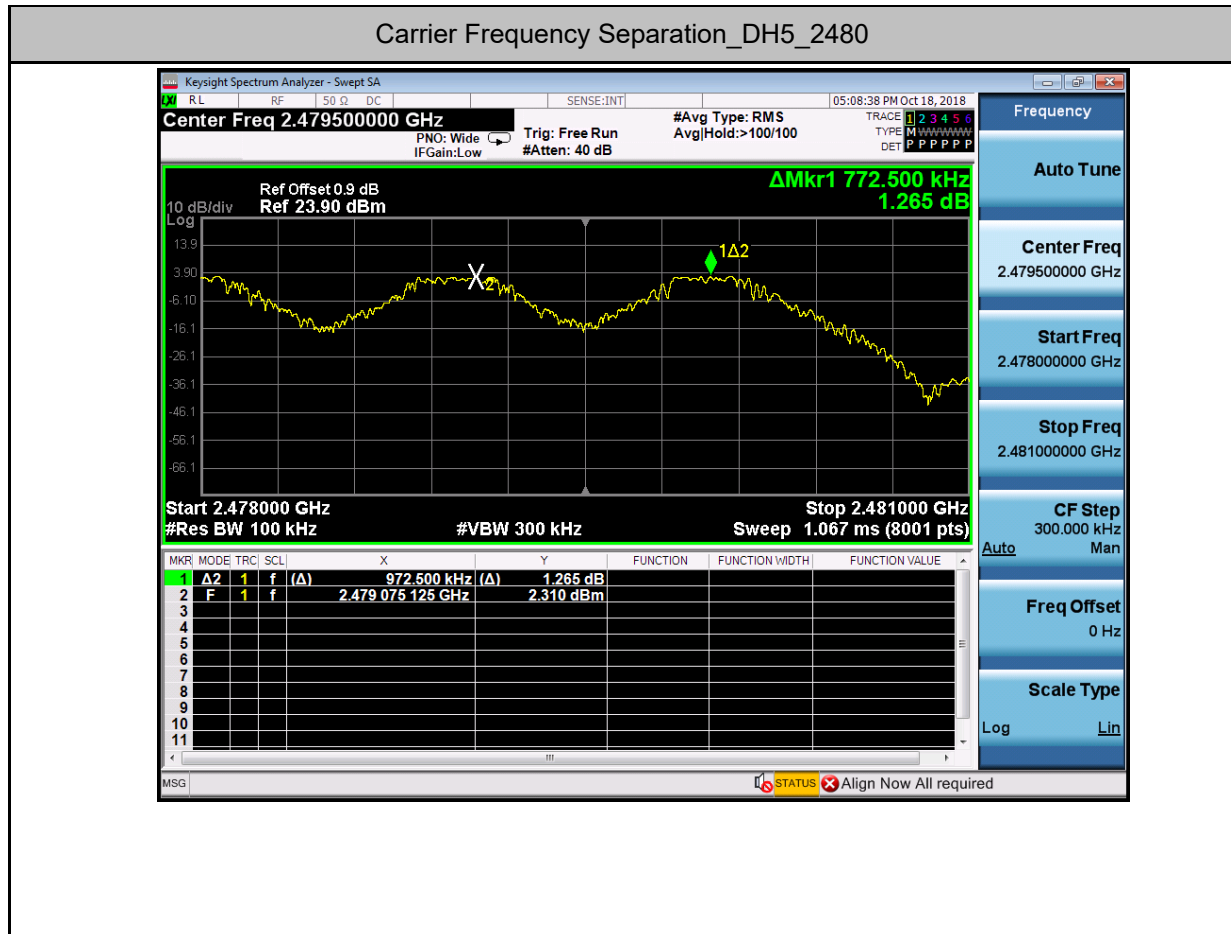 Carrier Frequency Separation_DH5_2480
Keysight Spectrum Analyzer - Swept SA
LXI RL RF 50 Ω DC SENSE:INT 05:08:38 PM Oct 18, 2018
Center Freq 2.479500000 GHz #Avg Type: RMS TRACE 1 2 3 4 5 6
PNO: Wide Trig: Free Run Avg|Hold:>100/100 TYPE M WWWWW
IFGain:Low #Atten: 40 dB DET P P P P P P
ΔMkr1 772.500 kHz
Ref Offset 0.9 dB
10 dB/div Ref 23.90 dBm 1.265 dB
Log
13.9
3.90
-6.10
-16.1
-26.1
-36.1
-46.1
-56.1
-66.1
1Δ2
2
Start 2.478000 GHz Stop 2.481000 GHz
#Res BW 100 kHz #VBW 300 kHz Sweep 1.067 ms (8001 pts)
MKR MODE TRC SCL X Y FUNCTION FUNCTION WIDTH FUNCTION VALUE
1 Δ2 1 f (Δ) 972.500 kHz (Δ) 1.265 dB
2 F 1 f 2.479 075 125 GHz 2.310 dBm
3
4
5
6
7
8
9
10
11
MSG STATUS Align Now All required
Frequency
Auto Tune
Center Freq
2.479500000 GHz
Start Freq
2.478000000 GHz
Stop Freq
2.481000000 GHz
CF Step
300.000 kHz
Auto Man
Freq Offset
0 Hz
Scale Type
Log Lin